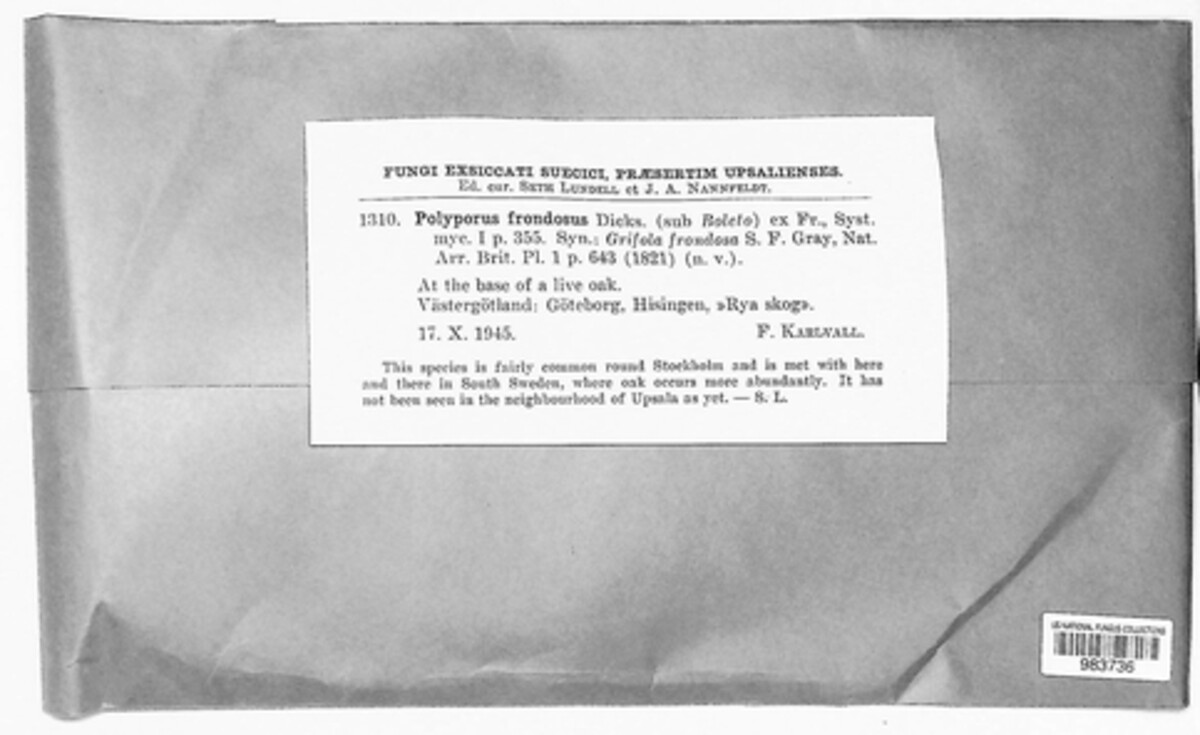 FUNGI EXSICCATI SUECICI, PRÆSERTIM UPSALIENSES.
Ed. cur. SETH LUNDELL et J. A. NANNFELDT.
1310. Polyporus frondosus Dicks. (sub Boleto) ex Fr., Syst.
myc. I p. 355. Syn.: Grifola frondosa S. F. Gray, Nat.
Arr. Brit. Pl. 1 p. 643 (1821) (n. v.).
At the base of a live oak.
Västergötland: Göteborg, Hisingen, »Rya skog».
17. X. 1945. F. KARLVALL.
This species is fairly common round Stockholm and is met with here
and there in South Sweden, where oak occurs more abundantly. It has
not been seen in the neighbourhood of Upsala as yet. — S. L.
US NATIONAL FUNGUS COLLECTIONS
983736